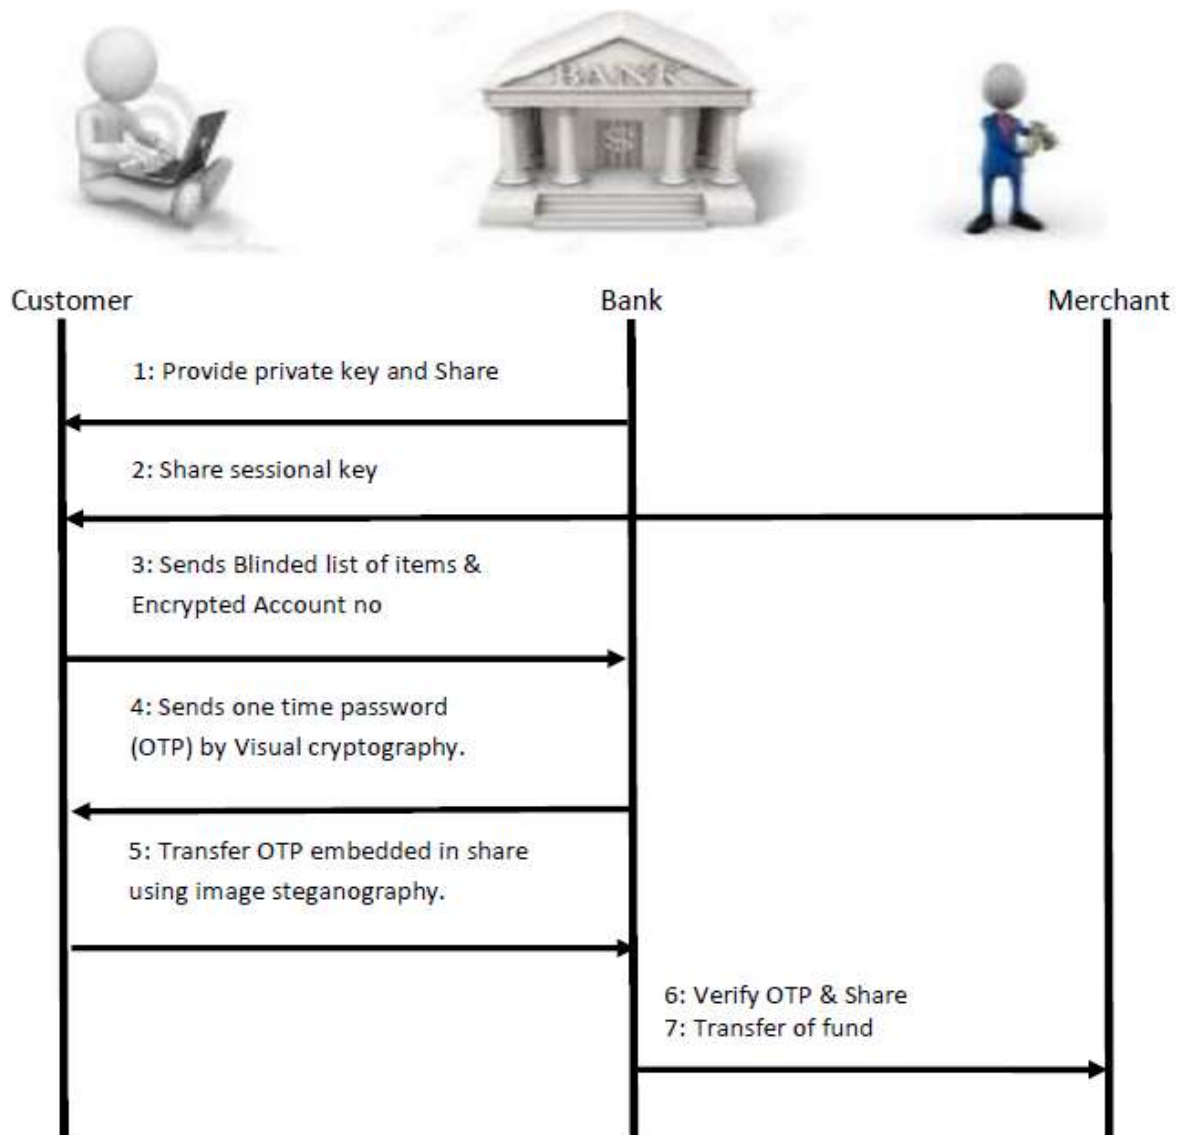 BANK
$
Customer
Bank
Merchant
1: Provide private key and Share
2: Share sessional key
3: Sends Blinded list of items &
Encrypted Account no
4: Sends one time password
(OTP) by Visual cryptography.
5: Transfer OTP embedded in share
using image steganography.
6: Verify OTP & Share
7: Transfer of fund